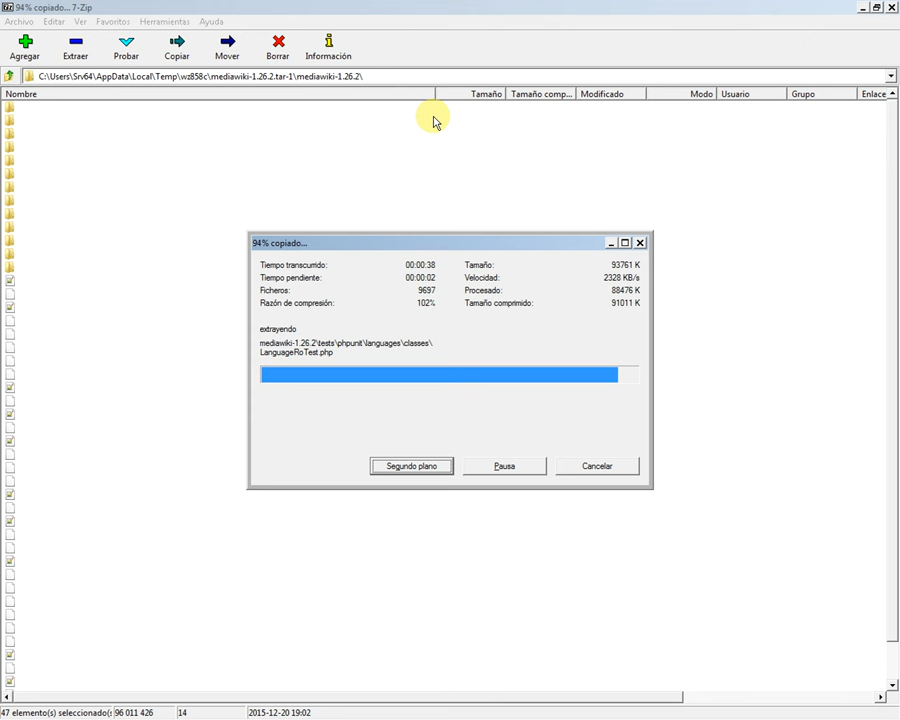 94% copiado... 7-Zip
Archivo Editar Ver Favoritos Herramientas Ayuda
Agregar Extraer Probar Copiar Mover Borrar Información
C:\Users\Srv64\AppData\Local\Temp\wz858c\mediawiki-1.26.2.tar-1\mediawiki-1.26.2\
Nombre Tamaño Tamaño comp... Modificado Modo Usuario Grupo Enlace
94% copiado...
Tiempo transcurrido: 00:00:38 Tamaño: 93761 K
Tiempo pendiente: 00:00:02 Velocidad: 2328 KB/s
Ficheros: 9697 Procesado: 88476 K
Razón de compresión: 102% Tamaño comprimido: 91011 K
extrayendo
mediawiki-1.26.2\tests\phpunit\languages\classes\
LanguageRoTest.php
Segundo plano Pausa Cancelar
47 elemento(s) seleccionado(s 96 011 426 14 2015-12-20 19:02